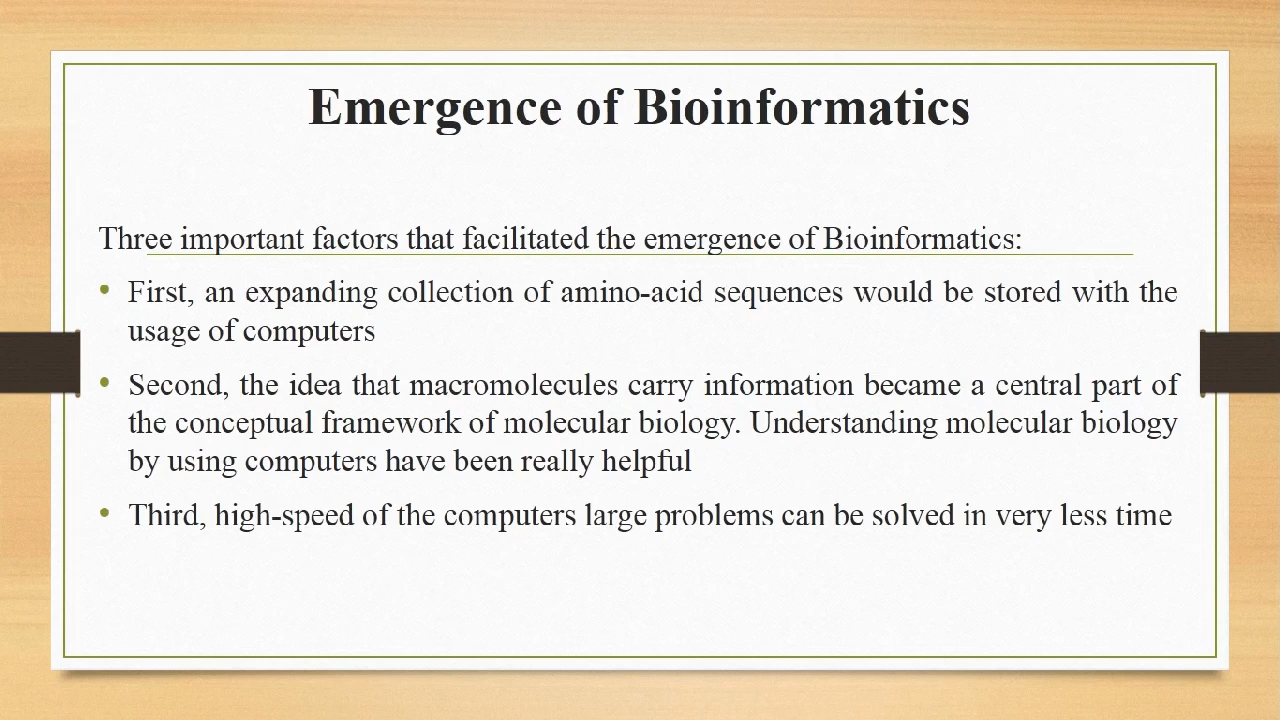 Emergence of Bioinformatics
Three important factors that facilitated the emergence of Bioinformatics:
• First, an expanding collection of amino-acid sequences would be stored with the
usage of computers
• Second, the idea that macromolecules carry information became a central part of
the conceptual framework of molecular biology. Understanding molecular biology
by using computers have been really helpful
• Third, high-speed of the computers large problems can be solved in very less time